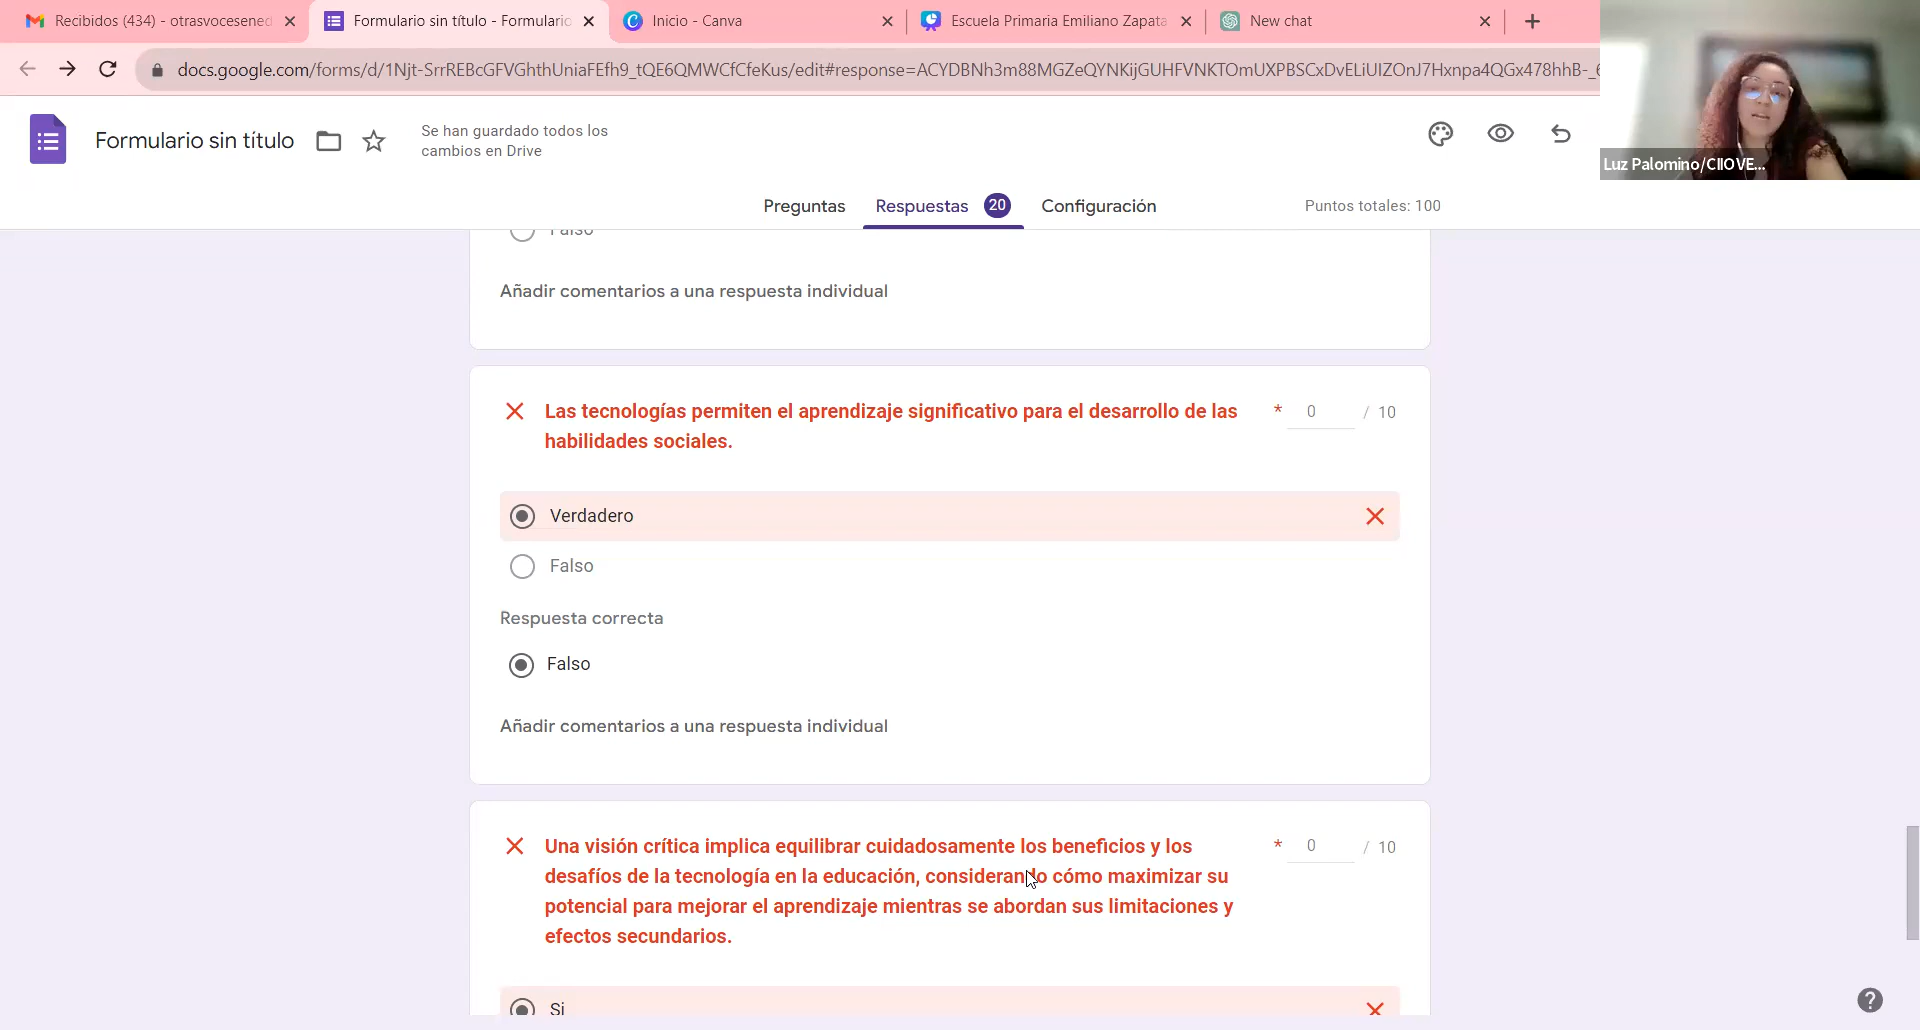 Recibidos (434) - otrasvocesened
Formulario sin título - Formulario
Inicio - Canva
Escuela Primaria Emiliano Zapata
New chat
docs.google.com/forms/d/1Njt-SrrREBcGFVGhthUniaFEfh9_tQE6QMWCfCfeKus/edit#response=ACYDBNh3m88MGZeQYNKijGUHFVNKTOmUXPBSCxDvELiUIZOnJ7Hxnpa4QGx478hhB-_6
Formulario sin título
Se han guardado todos los
cambios en Drive
Luz Palomino/CIIOVE...
Preguntas
Respuestas 20
Configuración
Puntos totales: 100
Falso
Añadir comentarios a una respuesta individual
Las tecnologías permiten el aprendizaje significativo para el desarrollo de las * 0 / 10
habilidades sociales.
Verdadero
Falso
Respuesta correcta
Falso
Añadir comentarios a una respuesta individual
Una visión crítica implica equilibrar cuidadosamente los beneficios y los * 0 / 10
desafíos de la tecnología en la educación, considerando cómo maximizar su
potencial para mejorar el aprendizaje mientras se abordan sus limitaciones y
efectos secundarios.
Si